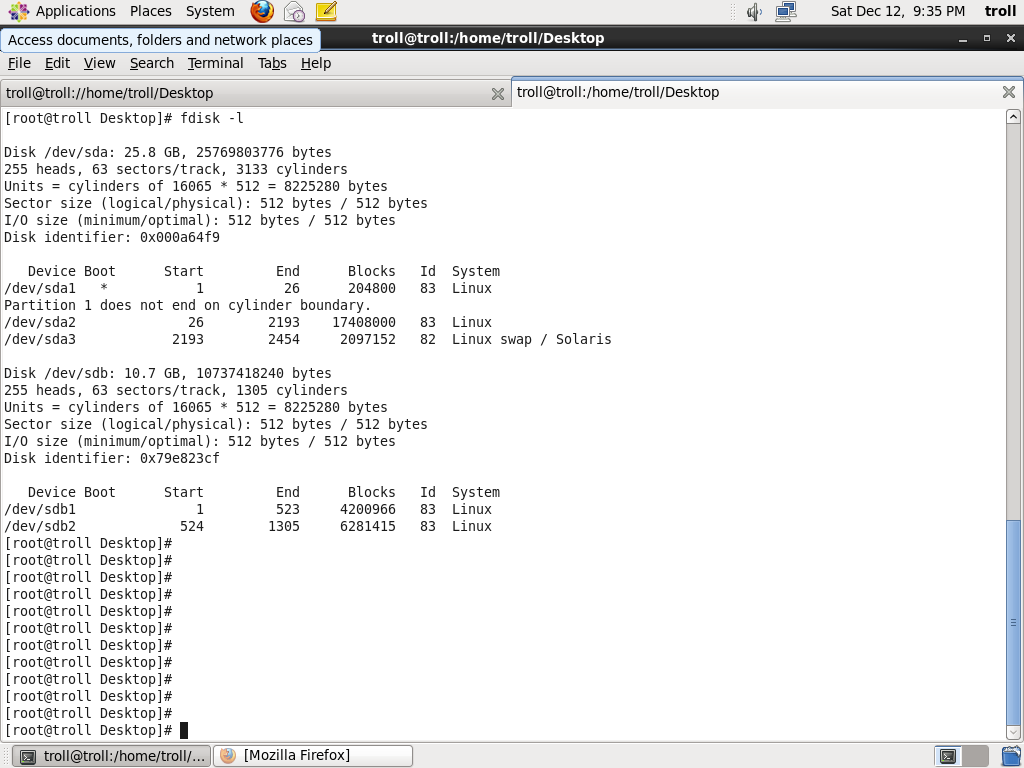 Applications Places System Sat Dec 12, 9:35 PM troll
Access documents, folders and network places
troll@troll:/home/troll/Desktop
File Edit View Search Terminal Tabs Help
troll@troll://home/troll/Desktop
troll@troll:/home/troll/Desktop
[root@troll Desktop]# fdisk -l
Disk /dev/sda: 25.8 GB, 25769803776 bytes
255 heads, 63 sectors/track, 3133 cylinders
Units = cylinders of 16065 * 512 = 8225280 bytes
Sector size (logical/physical): 512 bytes / 512 bytes
I/O size (minimum/optimal): 512 bytes / 512 bytes
Disk identifier: 0x000a64f9
Device Boot Start End Blocks Id System
/dev/sda1 * 1 26 204800 83 Linux
Partition 1 does not end on cylinder boundary.
/dev/sda2 26 2193 17408000 83 Linux
/dev/sda3 2193 2454 2097152 82 Linux swap / Solaris
Disk /dev/sdb: 10.7 GB, 10737418240 bytes
255 heads, 63 sectors/track, 1305 cylinders
Units = cylinders of 16065 * 512 = 8225280 bytes
Sector size (logical/physical): 512 bytes / 512 bytes
I/O size (minimum/optimal): 512 bytes / 512 bytes
Disk identifier: 0x79e823cf
Device Boot Start End Blocks Id System
/dev/sdb1 1 523 4200966 83 Linux
/dev/sdb2 524 1305 6281415 83 Linux
[root@troll Desktop]#
[root@troll Desktop]#
[root@troll Desktop]#
[root@troll Desktop]#
[root@troll Desktop]#
[root@troll Desktop]#
[root@troll Desktop]#
[root@troll Desktop]#
[root@troll Desktop]#
[root@troll Desktop]#
[root@troll Desktop]#
[root@troll Desktop]#
troll@troll:/home/troll/... [Mozilla Firefox]